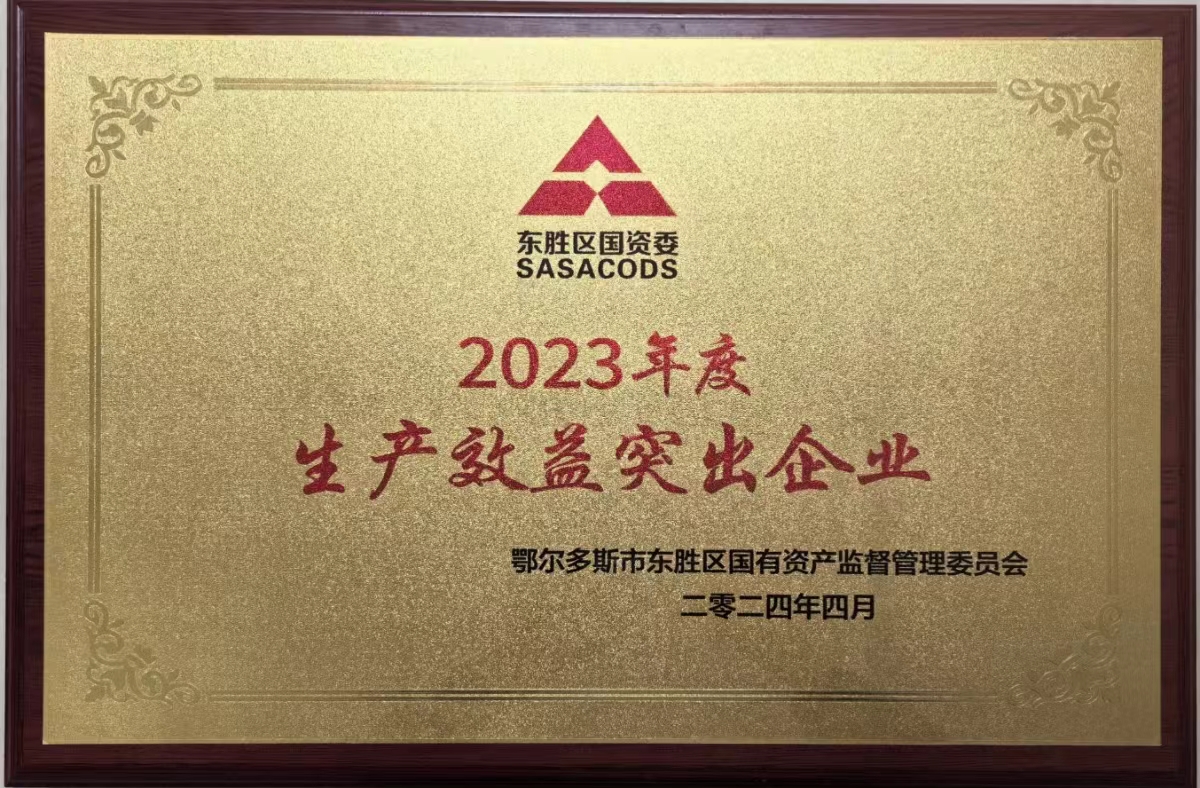 东胜区国资委
SASACODS
2023年度
生产效益突出企业
鄂尔多斯市东胜区国有资产监督管理委员会
二零二四年四月